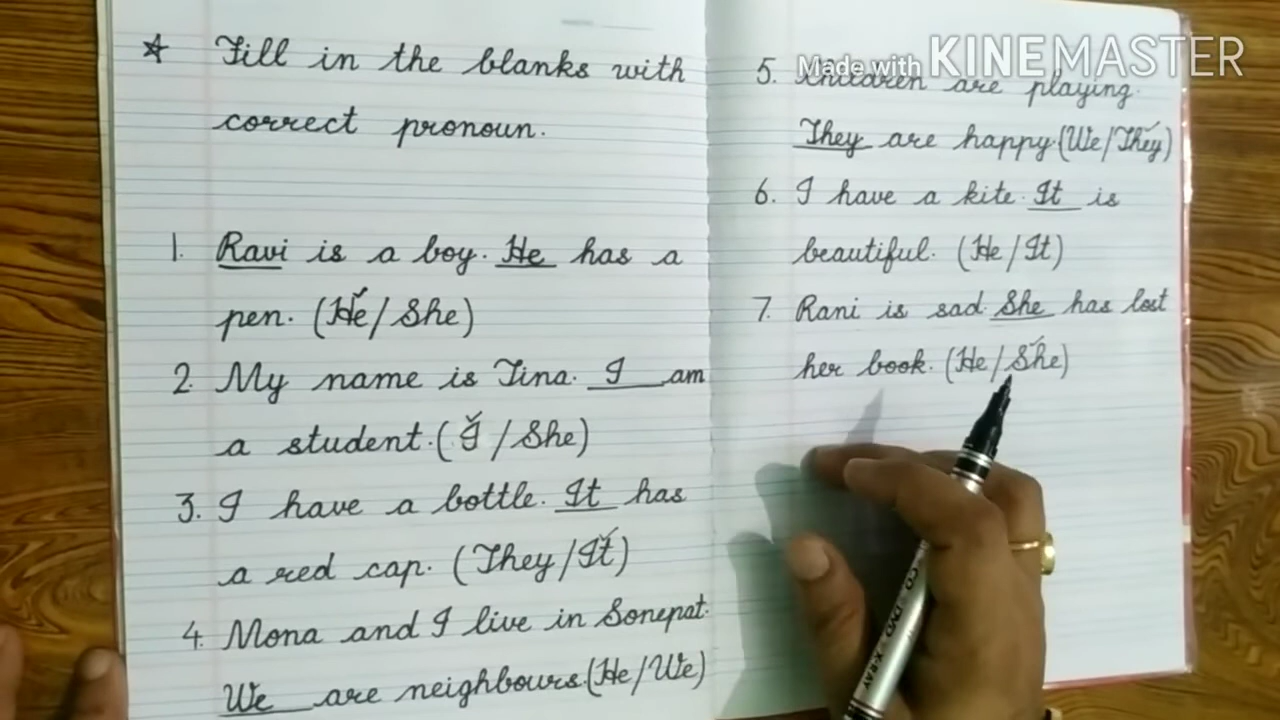 ☆ Fill in the blanks with
correct pronoun.
1. Ravi is a boy. He has a
pen. (He/She)
2. My name is Tina. I am
a student. (I/She)
3. I have a bottle. It has
a red cap. (They/It)
4. Mona and I live in Sonepat.
We are neighbours. (He/We)
Made with KINEMASTER
5. Children are playing.
They are happy. (We/They)
6. I have a kite. It is
beautiful. (He/It)
7. Rani is sad. She has lost
her book. (He/She)
CD • DVD • X-RAY